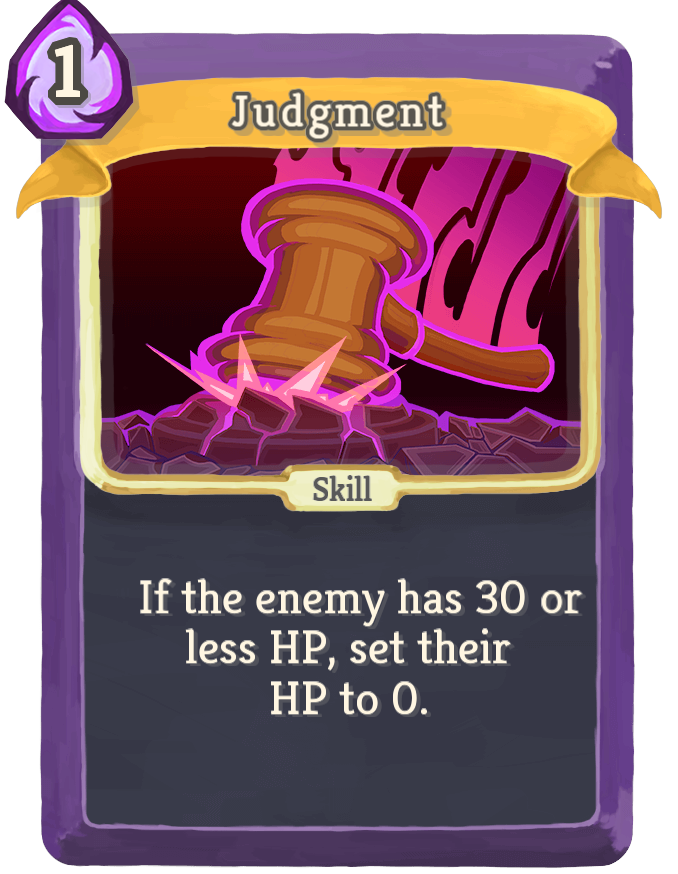 1
Judgment
Skill
If the enemy has 30 or
less HP, set their
HP to 0.